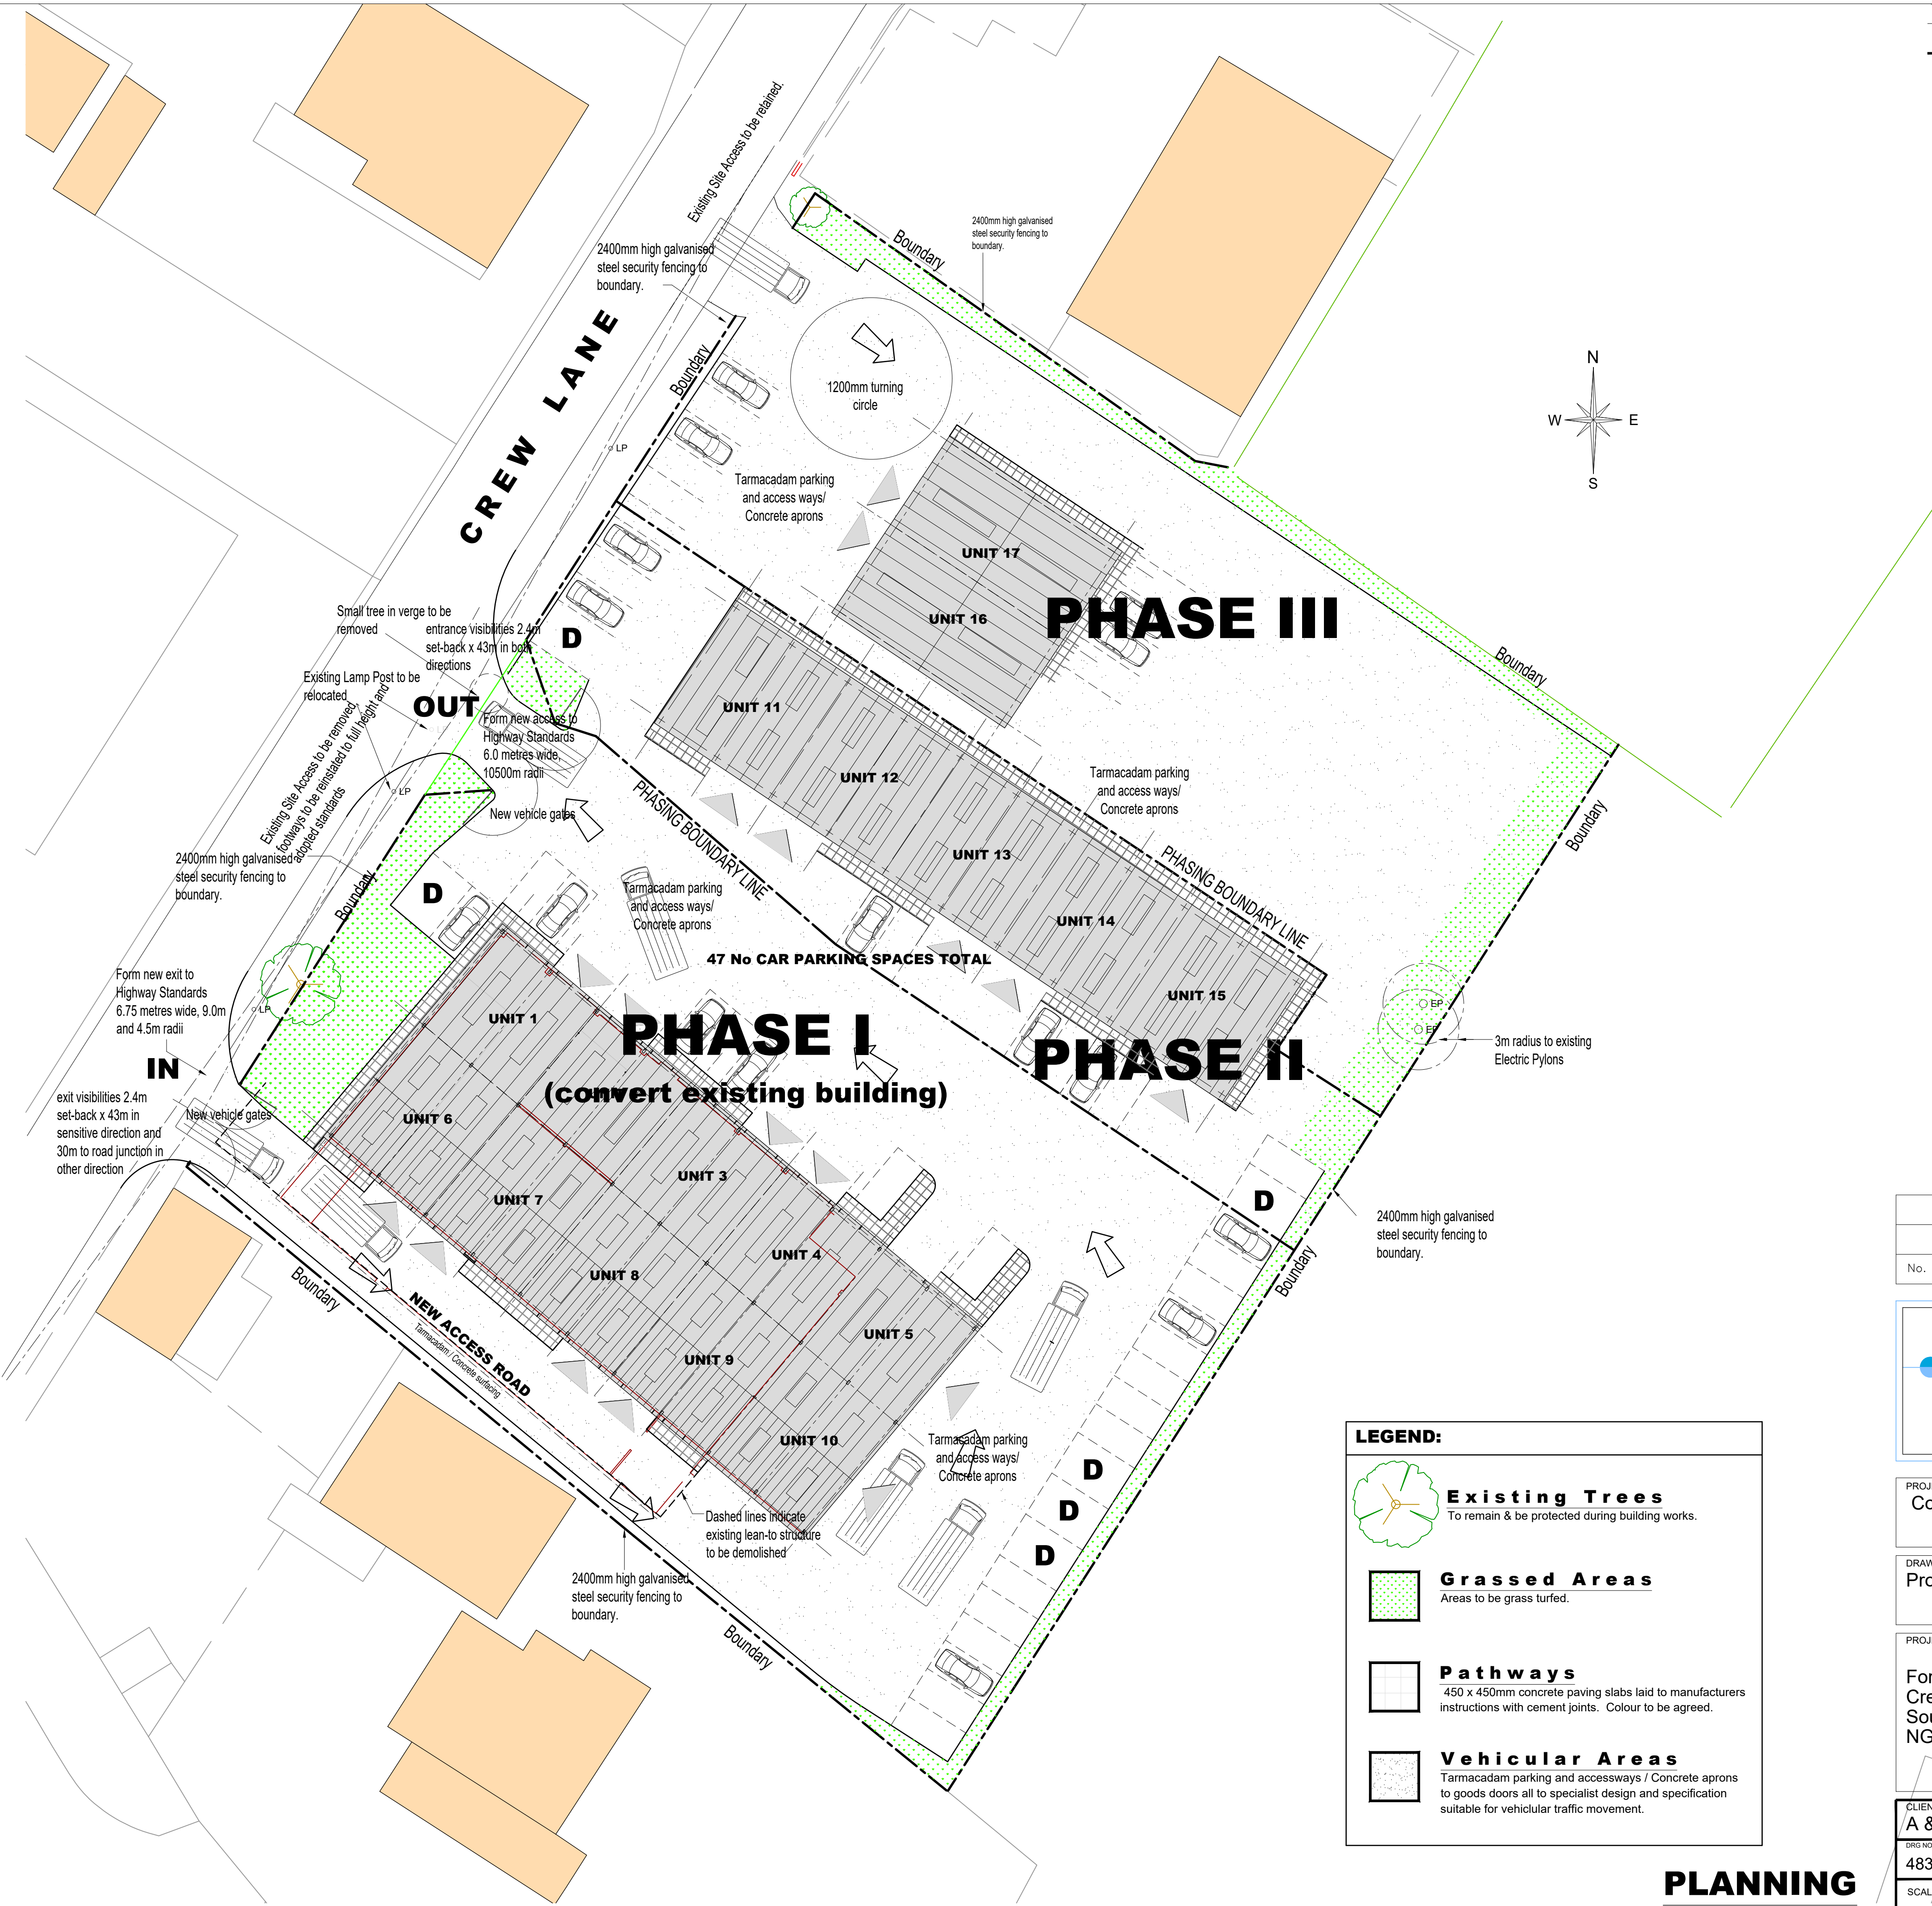 Existing Site Access to be retained.
2400mm high galvanised
steel security fencing to
boundary.
Boundary
2400mm high galvanised
steel security fencing to
boundary.
Boundary
CREW LANE
LP
1200mm turning
circle
N
W
E
S
Tarmacadam parking
and access ways/
Concrete aprons
UNIT 17
UNIT 16
PHASE III
Small tree in verge to be
removed
entrance visibilities 2.4m
set-back x 43m in both
directions
D
Existing Lamp Post to be
relocated
OUT
Form new access to
Highway Standards
6.0 metres wide,
10500m radii
New vehicle gates
Existing Site Access to be removed,
footways to be reinstated to full height and
adopted standards
LP
2400mm high galvanised
steel security fencing to
boundary.
Boundary
D
UNIT 11
UNIT 12
UNIT 13
UNIT 14
UNIT 15
PHASING BOUNDARY LINE
Tarmacadam parking
and access ways/
Concrete aprons
PHASING BOUNDARY LINE
Boundary
Boundary
Tarmacadam parking
and access ways/
Concrete aprons
47 No CAR PARKING SPACES TOTAL
EP
EP
3m radius to existing
Electric Pylons
Form new exit to
Highway Standards
6.75 metres wide, 9.0m
and 4.5m radii
LP
IN
exit visibilities 2.4m
set-back x 43m in
sensitive direction and
30m to road junction in
other direction
New vehicle gates
UNIT 1
PHASE I
(convert existing building)
PHASE II
UNIT 6
UNIT 3
UNIT 7
UNIT 4
UNIT 8
UNIT 5
UNIT 9
UNIT 10
D
2400mm high galvanised
steel security fencing to
boundary.
Boundary
Boundary
NEW ACCESS ROAD
Tarmacadam / Concrete surfacing
Tarmacadam parking
and access ways/
Concrete aprons
D
D
D
Dashed lines indicate
existing lean-to structure
to be demolished
2400mm high galvanised
steel security fencing to
boundary.
Boundary
LEGEND:
Existing Trees
To remain & be protected during building works.
Grassed Areas
Areas to be grass turfed.
Pathways
450 x 450mm concrete paving slabs laid to manufacturers
instructions with cement joints. Colour to be agreed.
Vehicular Areas
Tarmacadam parking and accessways / Concrete aprons
to goods doors all to specialist design and specification
suitable for vehiclular traffic movement.
PLANNING
No.
A &
483